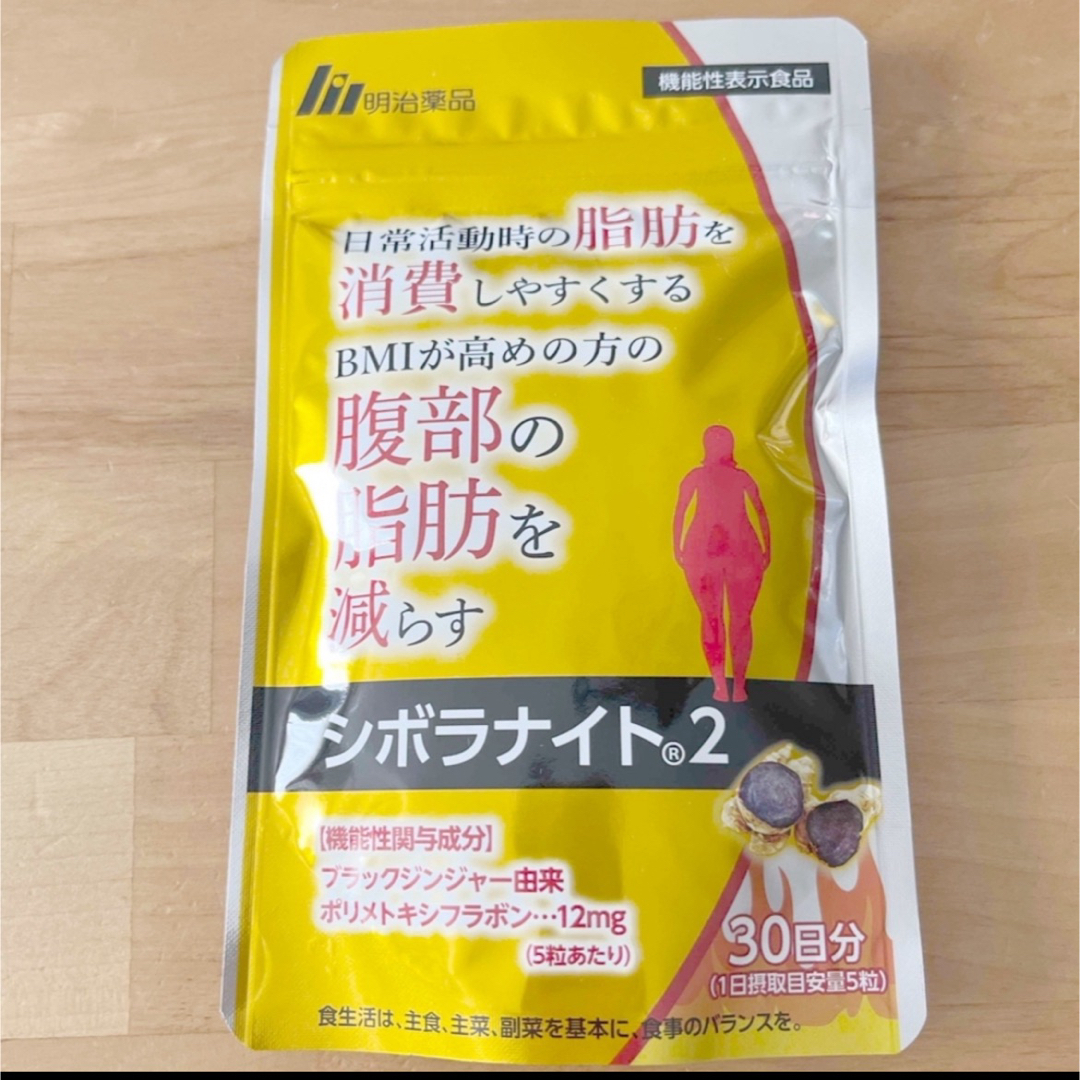 明治薬品
機能性表示食品
日常活動時の脂肪を
消費しやすくする
BMIが高めの方の
腹部の
脂肪を
減らす
シボラナイト®2
【機能性関与成分】
ブラックジンジャー由来
ポリメトキシフラボン…12mg
(5粒あたり)
30日分
(1日摂取目安量5粒)
食生活は、主食、主菜、副菜を基本に、食事のバランスを。